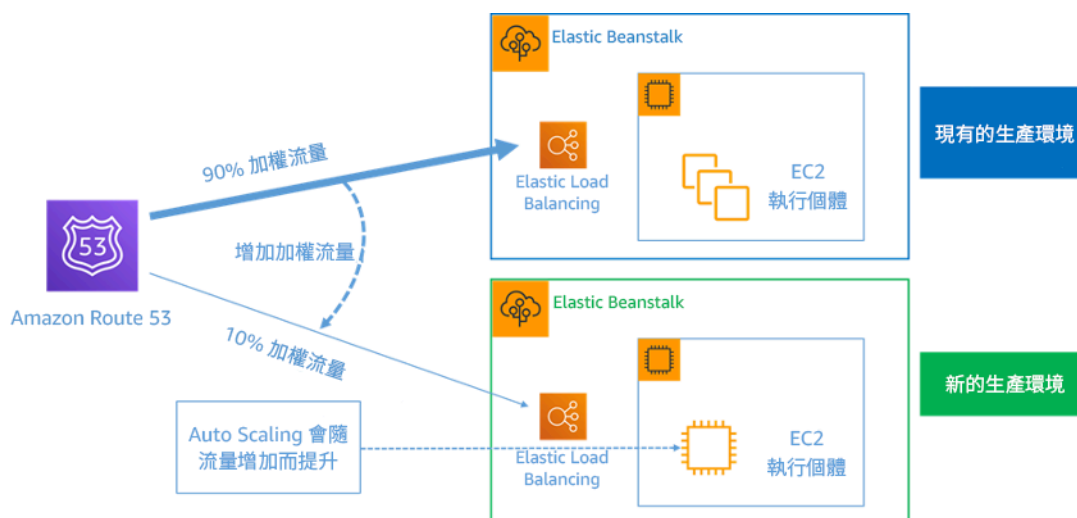 Elastic Beanstalk
現有的生產環境
90% 加權流量
Elastic Load
Balancing
EC2
執行個體
53
增加加權流量
Amazon Route 53
Elastic Beanstalk
10% 加權流量
新的生產環境
Auto Scaling 會隨
流量增加而提升
Elastic Load
Balancing
EC2
執行個體